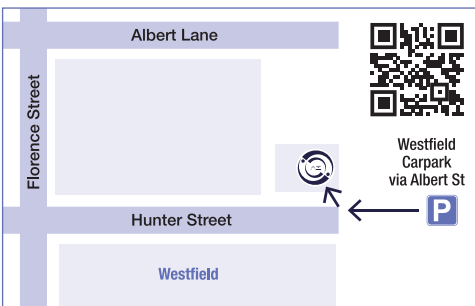 Albert Lane
Florence Street
Westfield
Carpark
via Albert St
P
Hunter Street
Westfield